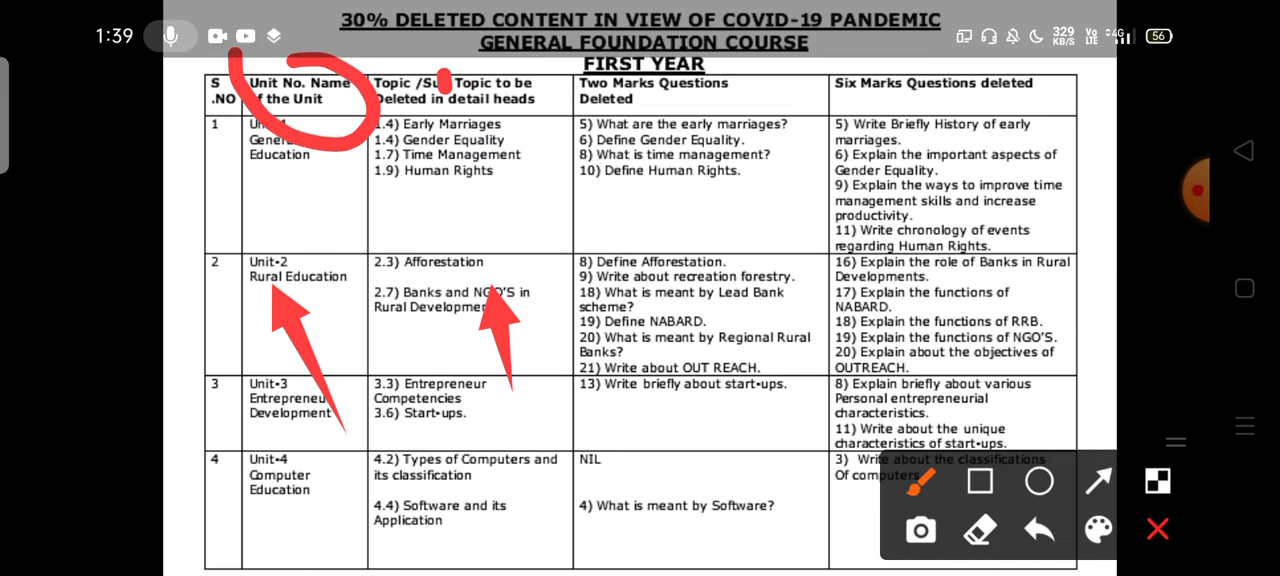 30% DELETED CONTENT IN VIEW OF COVID-19 PANDEMIC
1:39
329
KB/S
Vo
LTE
4G
56
GENERAL FOUNDATION COURSE
FIRST YEAR
S .NO
Unit No. Name
of the Unit
Topic /Sub Topic to be
Deleted in detail heads
Two Marks Questions
Deleted
Six Marks Questions deleted
1
Unit-1
General
Education
1.4) Early Marriages
1.4) Gender Equality
1.7) Time Management
1.9) Human Rights
5) What are the early marriages?
6) Define Gender Equality.
8) What is time management?
10) Define Human Rights.
5) Write Briefly History of early
marriages.
6) Explain the important aspects of
Gender Equality.
9) Explain the ways to improve time
management skills and increase
productivity.
11) Write chronology of events
regarding Human Rights.
2
Unit-2
Rural Education
2.3) Afforestation
2.7) Banks and NGO'S in
Rural Development
8) Define Afforestation.
9) Write about recreation forestry.
18) What is meant by Lead Bank
scheme?
19) Define NABARD.
20) What is meant by Regional Rural
Banks?
21) Write about OUT REACH.
16) Explain the role of Banks in Rural
Developments.
17) Explain the functions of
NABARD.
18) Explain the functions of RRB.
19) Explain the functions of NGO'S.
20) Explain about the objectives of
OUTREACH.
3
Unit-3
Entrepreneur
Development
3.3) Entrepreneur
Competencies
3.6) Start-ups.
13) Write briefly about start-ups.
8) Explain briefly about various
Personal entrepreneurial
characteristics.
11) Write about the unique
characteristics of start-ups.
4
Unit-4
Computer
Education
4.2) Types of Computers and
its classification
4.4) Software and its
Application
NIL
4) What is meant by Software?
3) Write about the classifications
Of computers